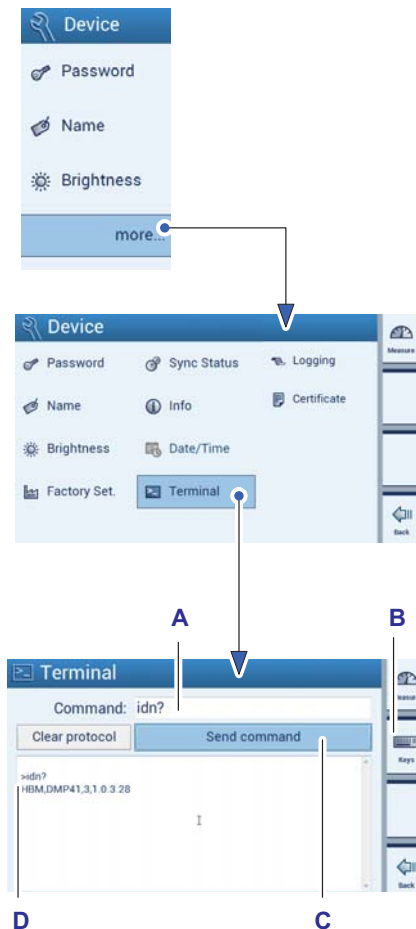 Device
Password
Name
Brightness
more...
Device
Password Sync Status Logging
Measure
Name Info Certificate
Brightness Date/Time
Factory Set. Terminal
Back
A B
Terminal
Command: idn?
Clear protocol Send command
Keys
>idn?
HBM,DMP41,3,1.0.3.28
Back
D C